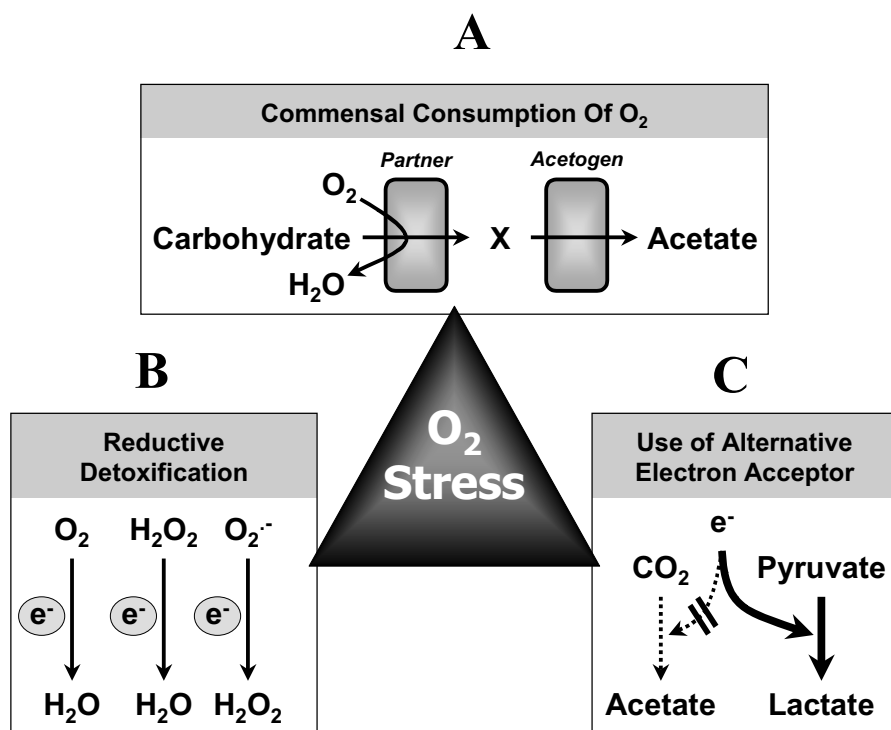 A
Commensal Consumption Of O₂
Partner Acetogen
O₂
Carbohydrate X Acetate
H₂O
B
Reductive
Detoxification
O₂ H₂O₂ O₂·⁻
e⁻ e⁻ e⁻
H₂O H₂O H₂O₂
O₂
Stress
C
Use of Alternative
Electron Acceptor
e⁻
CO₂ Pyruvate
Acetate Lactate